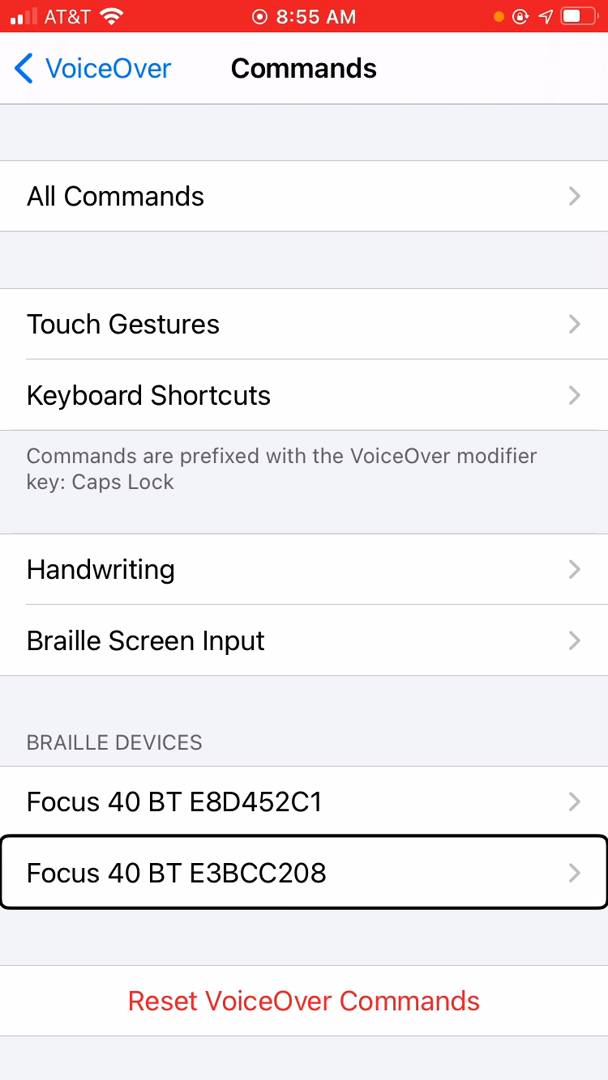 AT&T 8:55 AM
VoiceOver Commands
All Commands
Touch Gestures
Keyboard Shortcuts
Commands are prefixed with the VoiceOver modifier
key: Caps Lock
Handwriting
Braille Screen Input
BRAILLE DEVICES
Focus 40 BT E8D452C1
Focus 40 BT E3BCC208
Reset VoiceOver Commands